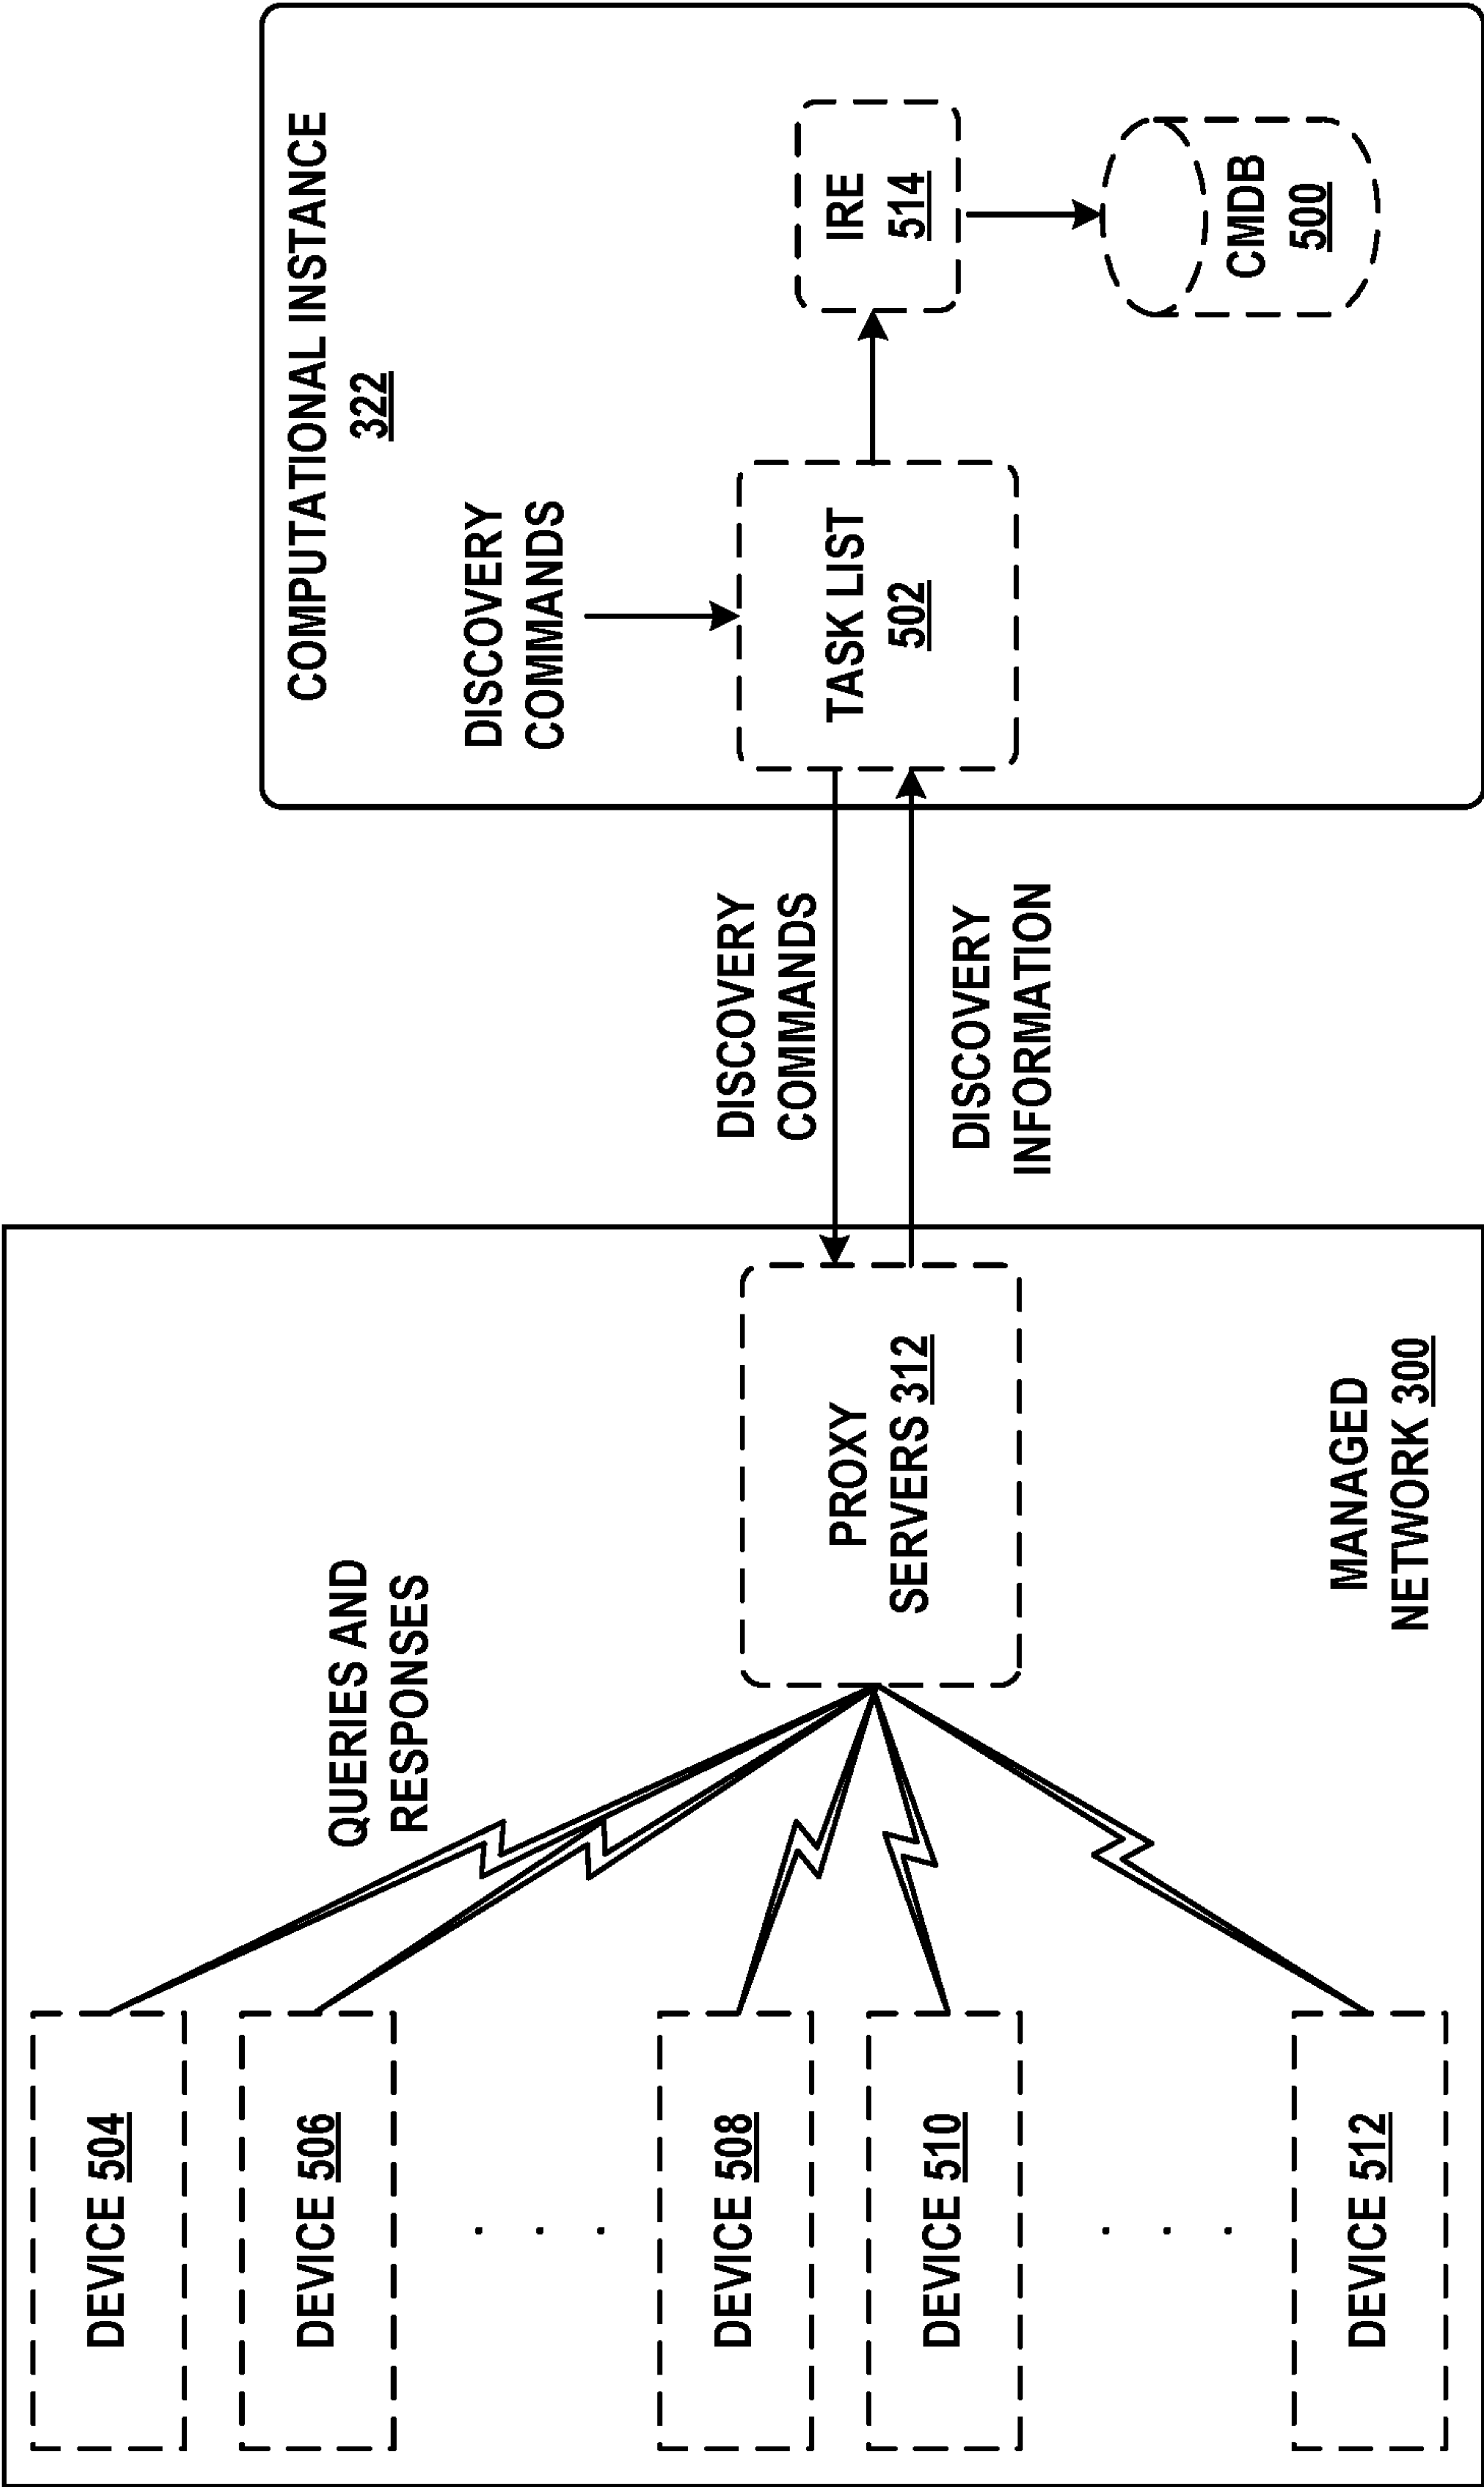 COMPUTATIONAL INSTANCE
322
DISCOVERY
COMMANDS
TASK LIST
502
IRE
514
CMDB
500
DISCOVERY
COMMANDS
DISCOVERY
INFORMATION
QUERIES AND
RESPONSES
PROXY
SERVERS 312
MANAGED
NETWORK 300
DEVICE 504
DEVICE 506
. . .
DEVICE 508
DEVICE 510
. . .
DEVICE 512